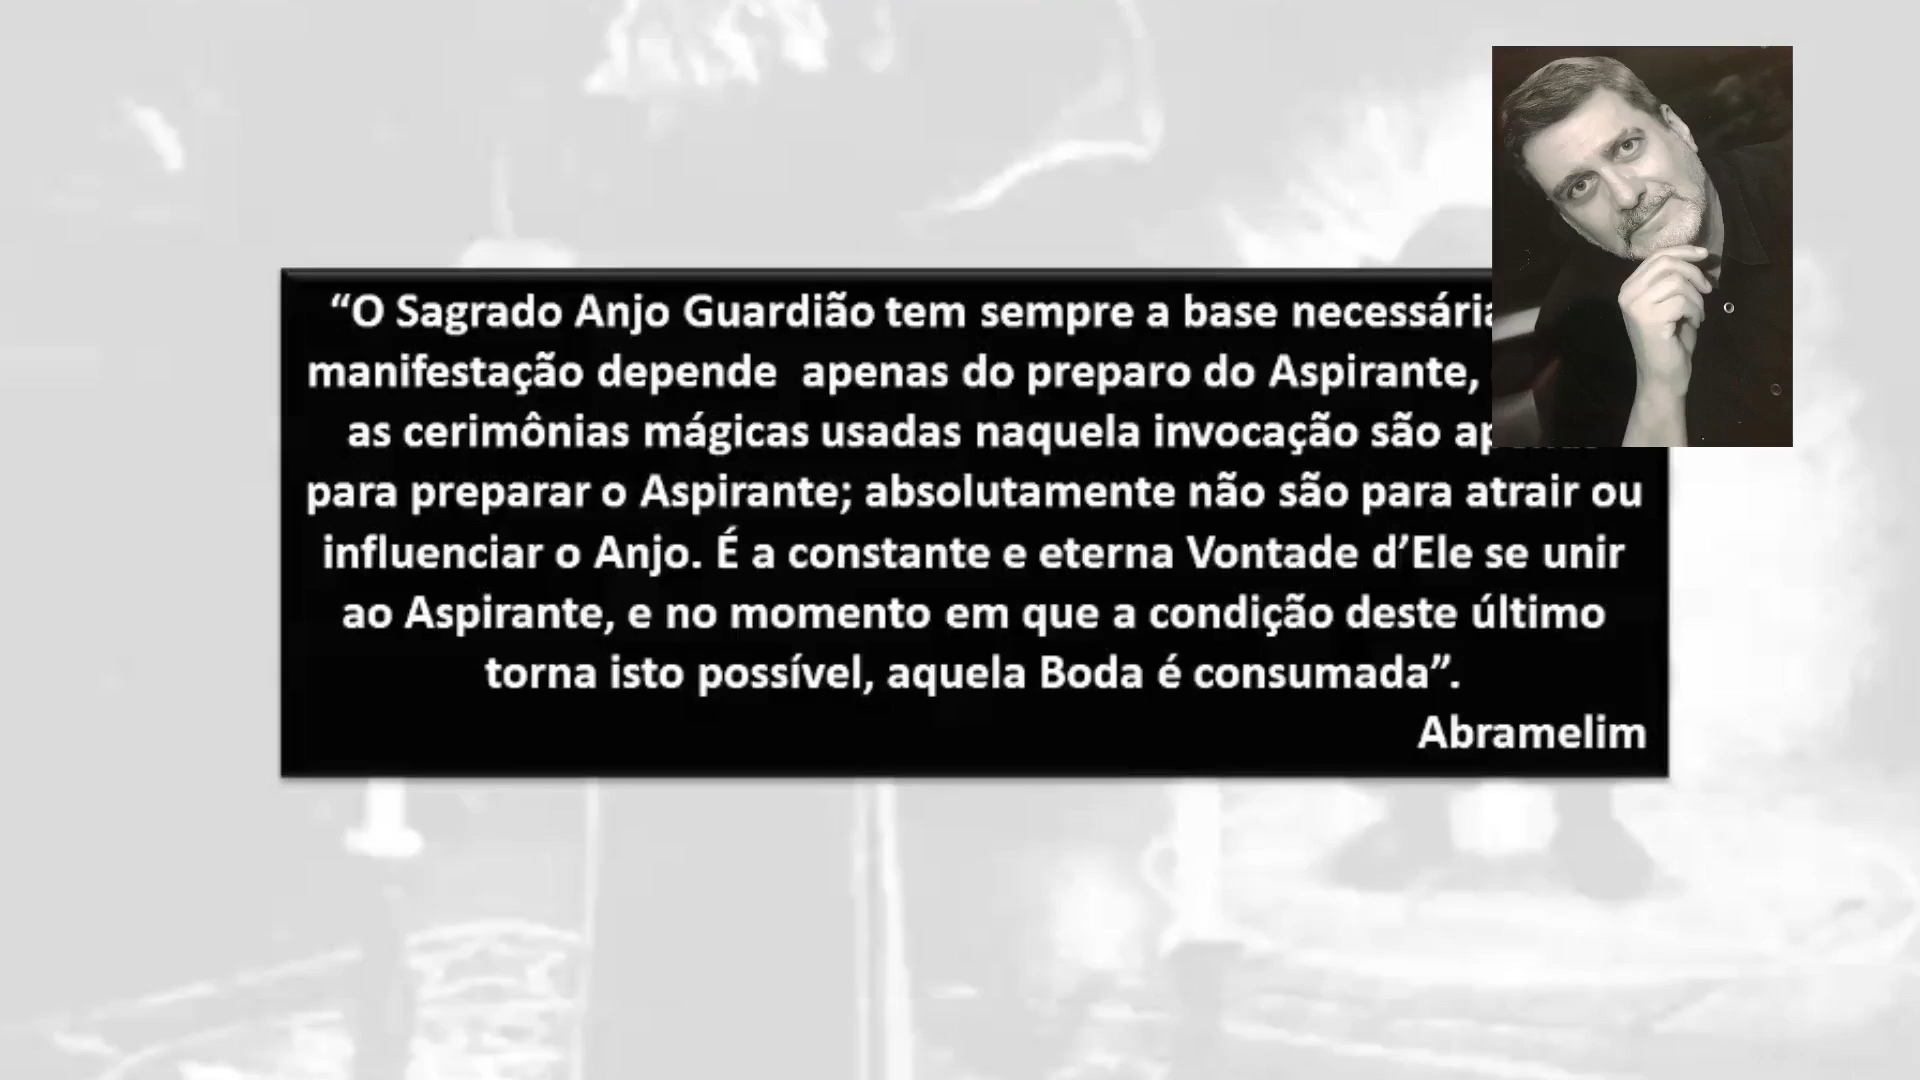 “O Sagrado Anjo Guardião tem sempre a base
manifestação depende apenas do preparo do Aspirante,
as cerimônias mágicas usadas naquela invocação são
para preparar o Aspirante; absolutamente não são para atrair ou
influenciar o Anjo. É a constante e eterna Vontade d’Ele se unir
ao Aspirante, e no momento em que a condição deste último
torna isto possível, aquela Boda é consumada”.
Abramelim